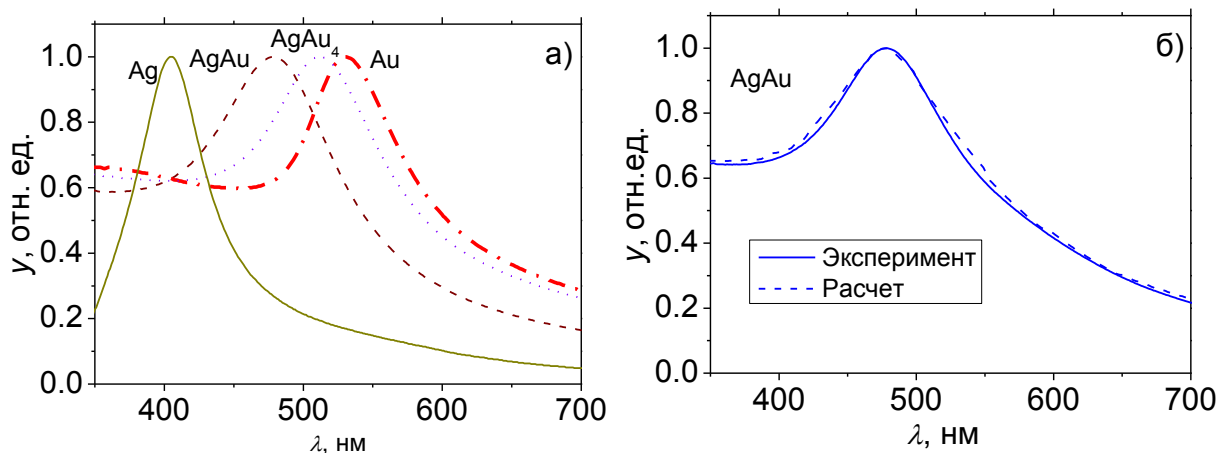 а)
Ag
AgAu
AgAu4
Au
1.0
0.8
0.6
0.4
0.2
0.0
y, отн. ед.
400
500
600
700
λ, нм
б)
AgAu
1.0
0.8
0.6
0.4
0.2
0.0
y, отн.ед.
Эксперимент
Расчет
400
500
600
700
λ, нм